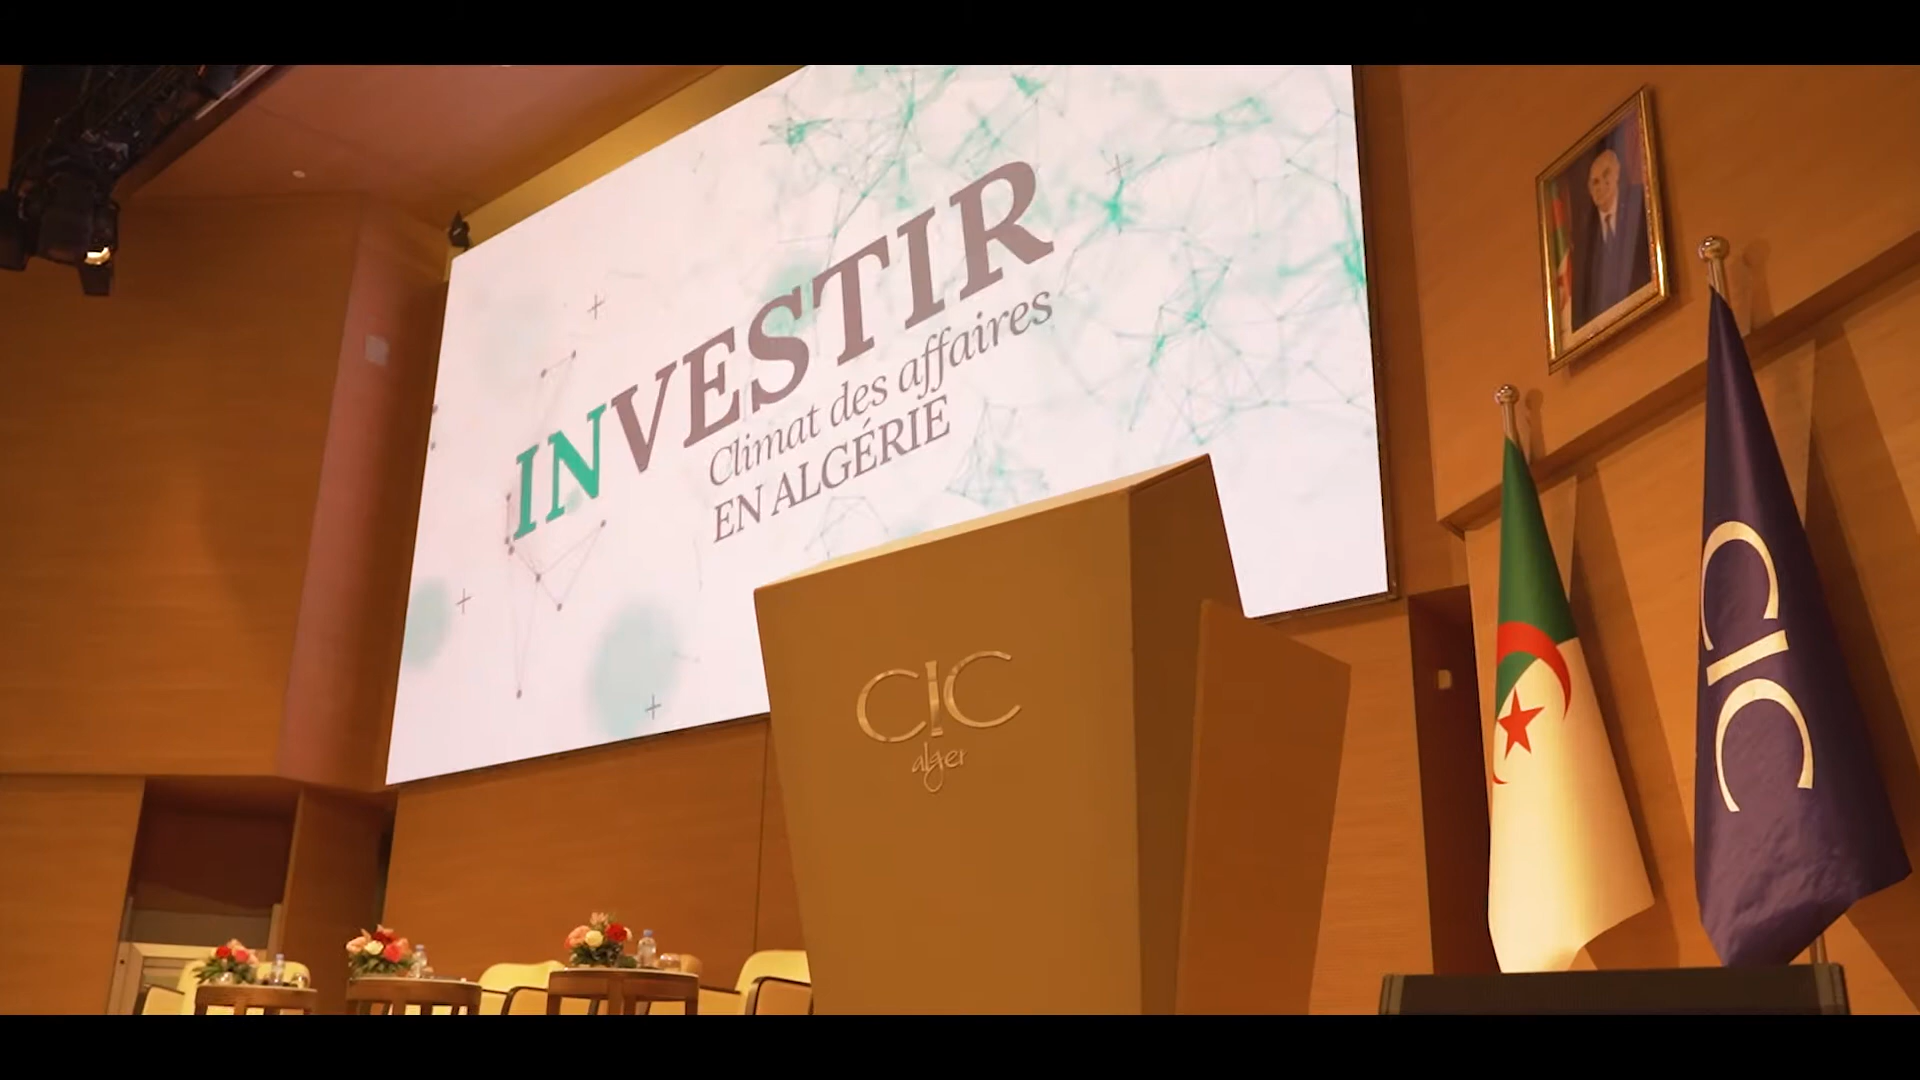 INVESTIR
Climat des affaires
EN ALGÉRIE
CIC
alger
CIC